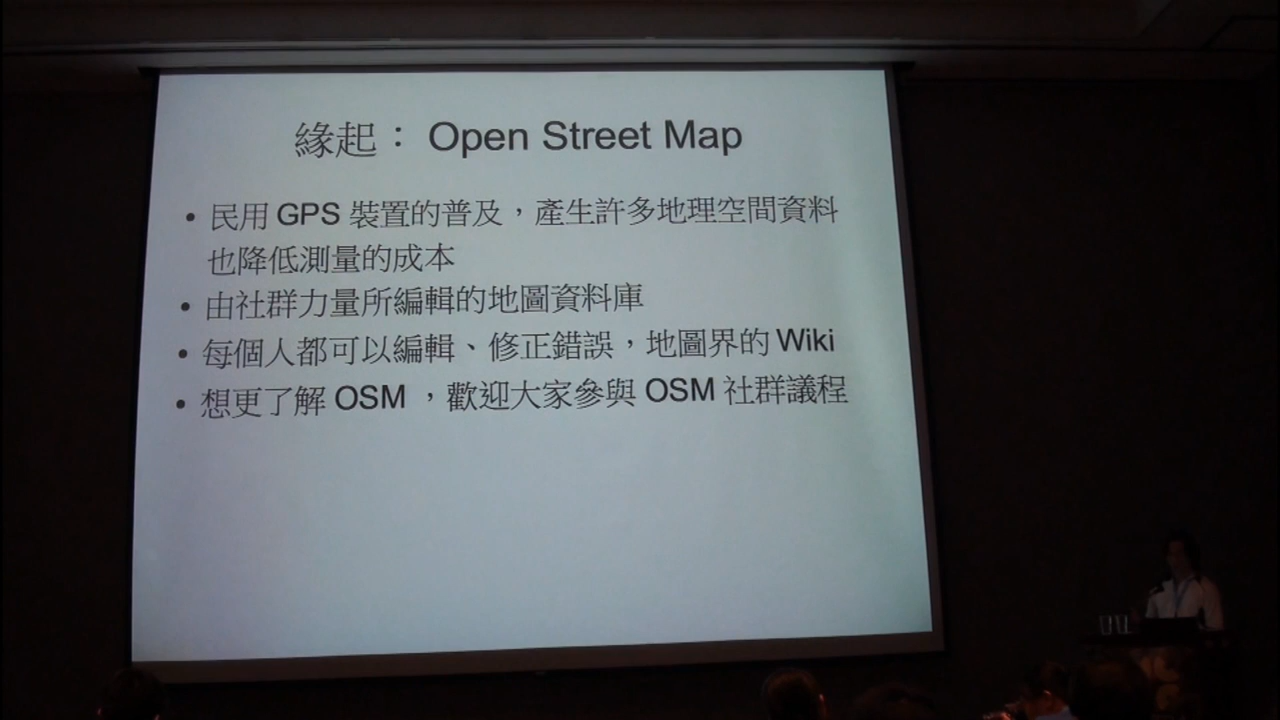 緣起： Open Street Map
• 民用 GPS 裝置的普及，產生許多地理空間資料
也降低測量的成本
• 由社群力量所編輯的地圖資料庫
• 每個人都可以編輯、修正錯誤，地圖界的 Wiki
• 想更了解 OSM ，歡迎大家參與 OSM 社群議程